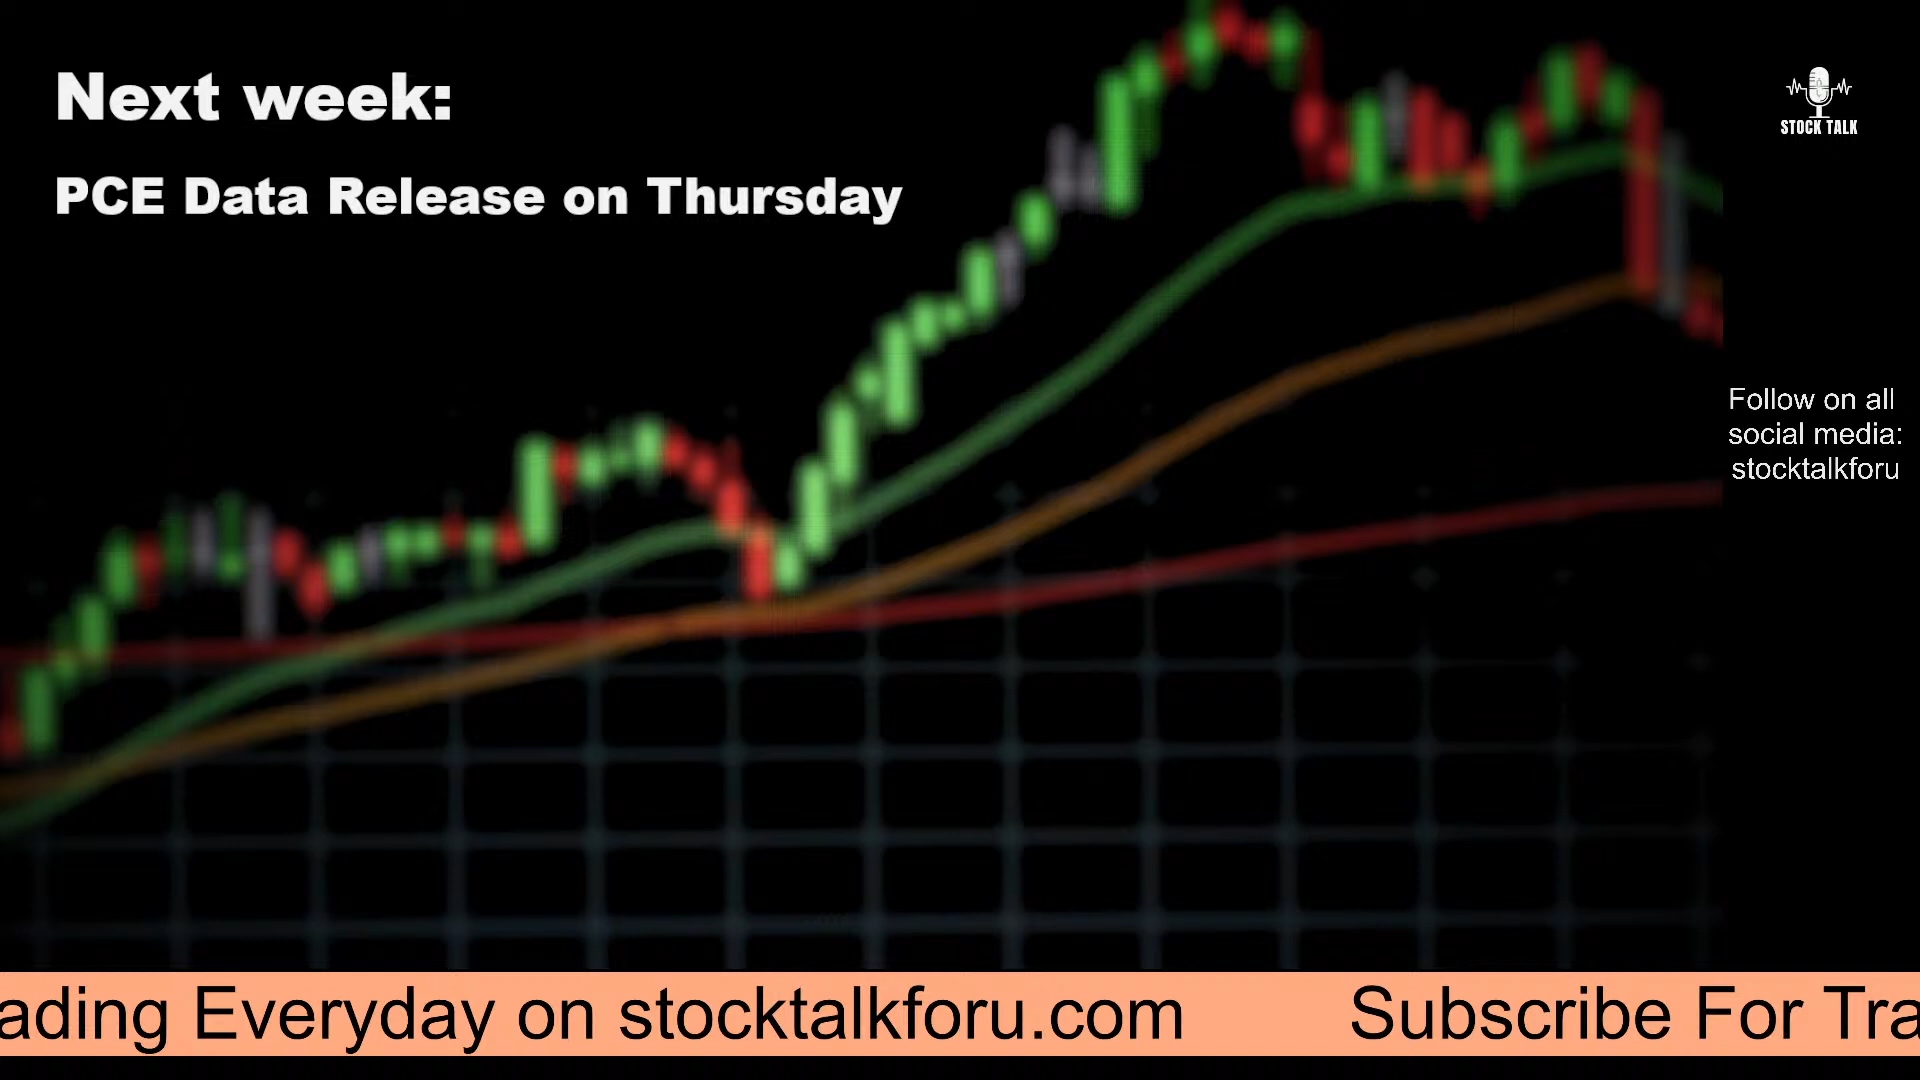 Next week:
PCE Data Release on Thursday
STOCK TALK
Follow on all
social media:
stocktalkforu
ading Everyday on stocktalkforu.com Subscribe For Tra